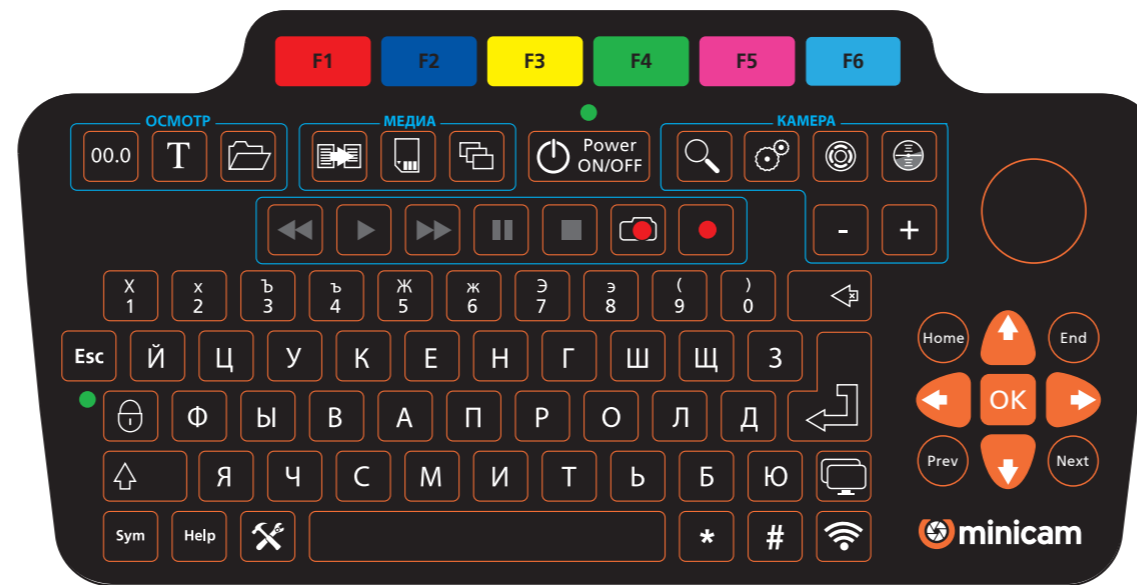 F1 F2 F3 F4 F5 F6
ОСМОТР МЕДИА КАМЕРА
00.0 T Power
ON/OFF
- +
Х х Ъ ъ Ж ж Э э ( )
1 2 3 4 5 6 7 8 9 0
Esc Й Ц У К Е Н Г Ш Щ З
Ф Ы В А П Р О Л Д
Я Ч С М И Т Ь Б Ю
Sym Help * #
Home End
OK
Prev Next
minicam